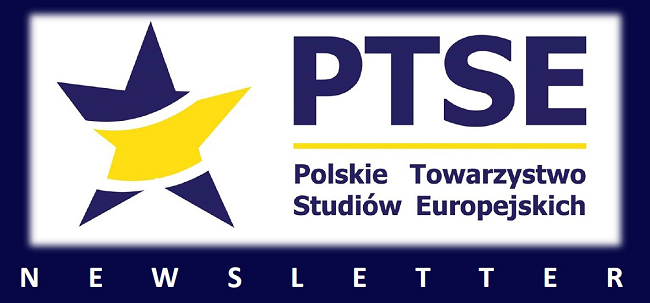 PTSE
Polskie Towarzystwo
Studiów Europejskich
NEWSLETTER